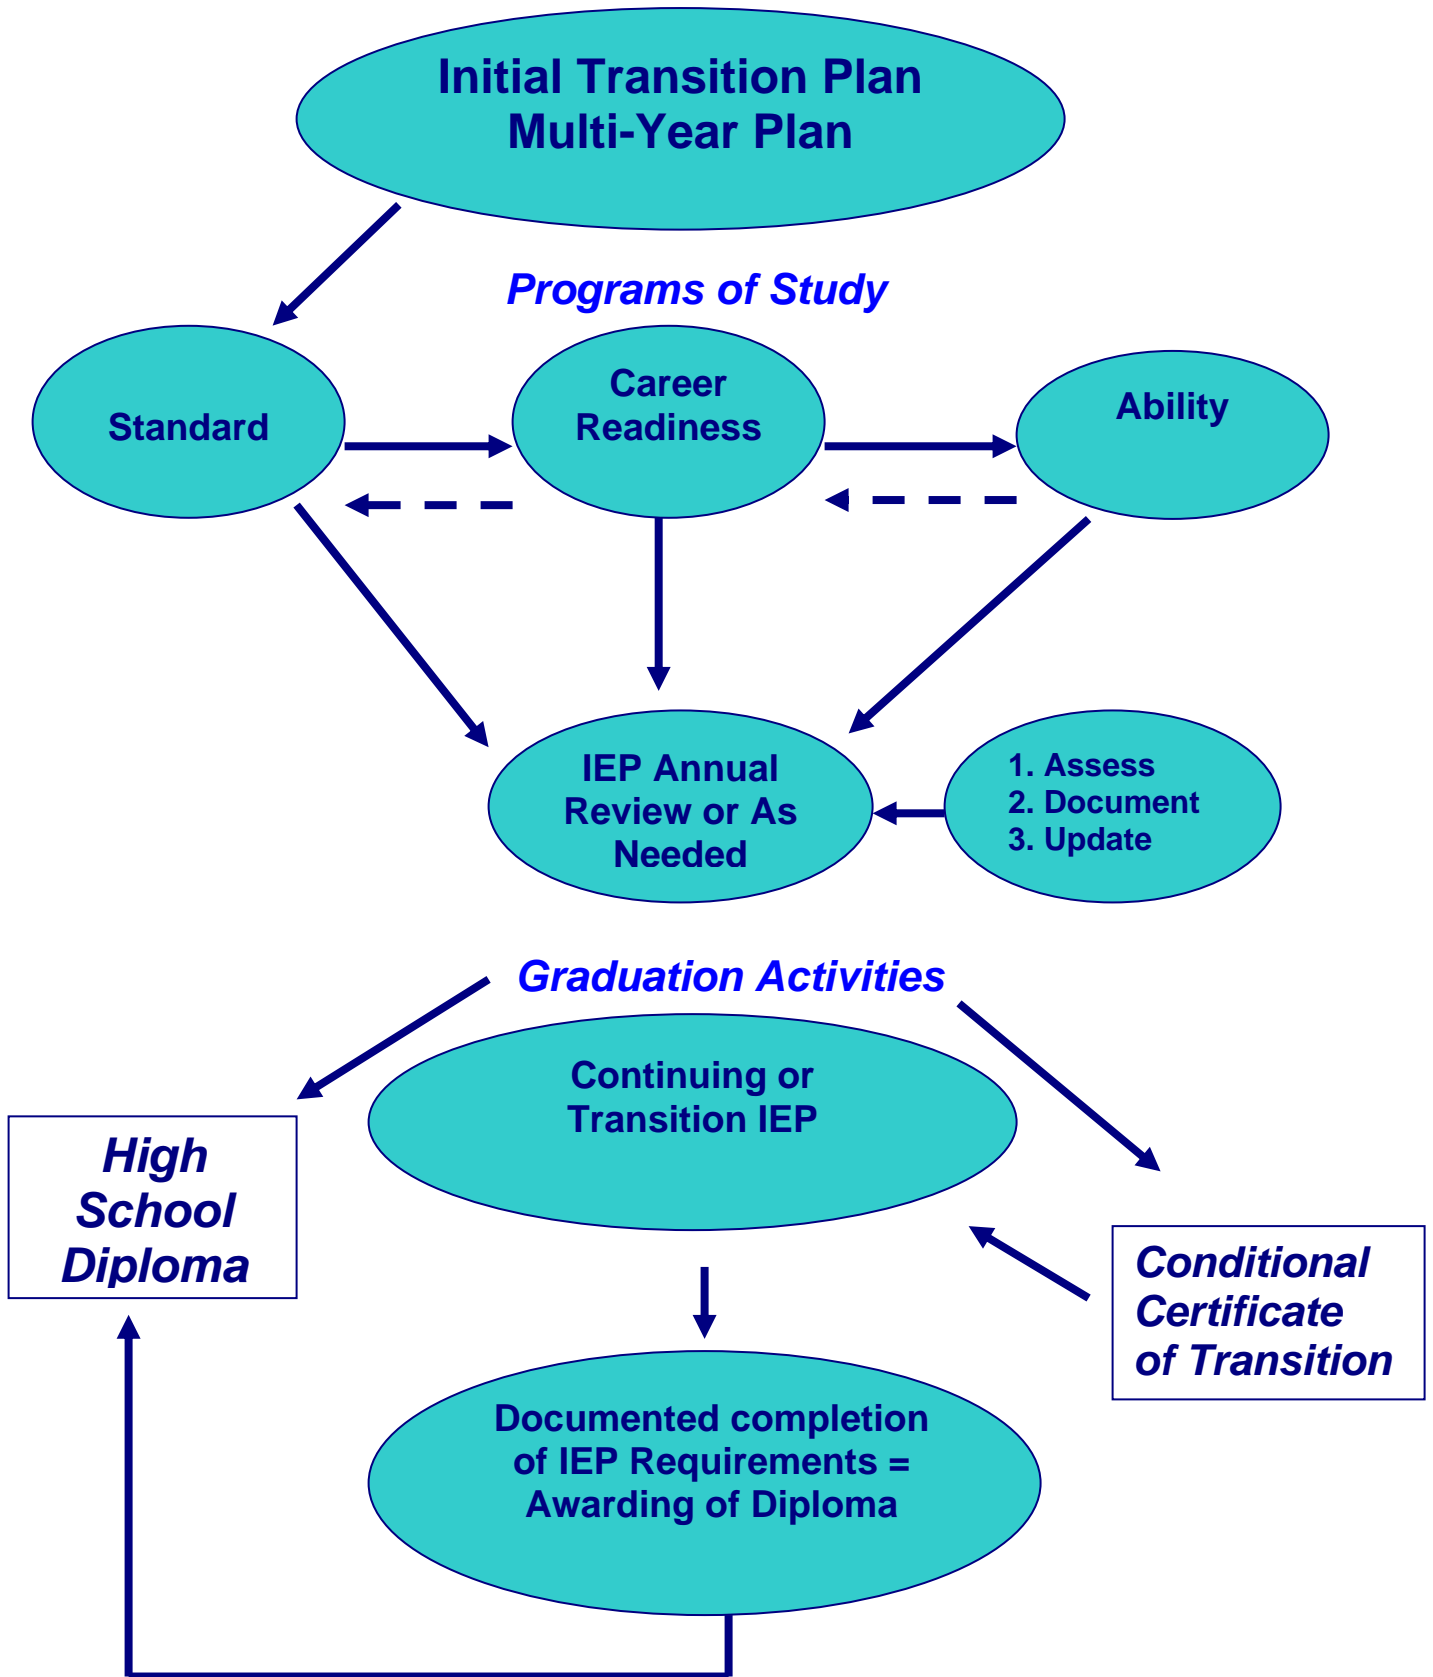 Initial Transition Plan
Multi-Year Plan
Programs of Study
Standard
Career
Readiness
Ability
IEP Annual
Review or As
Needed
1. Assess
2. Document
3. Update
Graduation Activities
Continuing or
Transition IEP
High
School
Diploma
Conditional
Certificate
of Transition
Documented completion
of IEP Requirements =
Awarding of Diploma